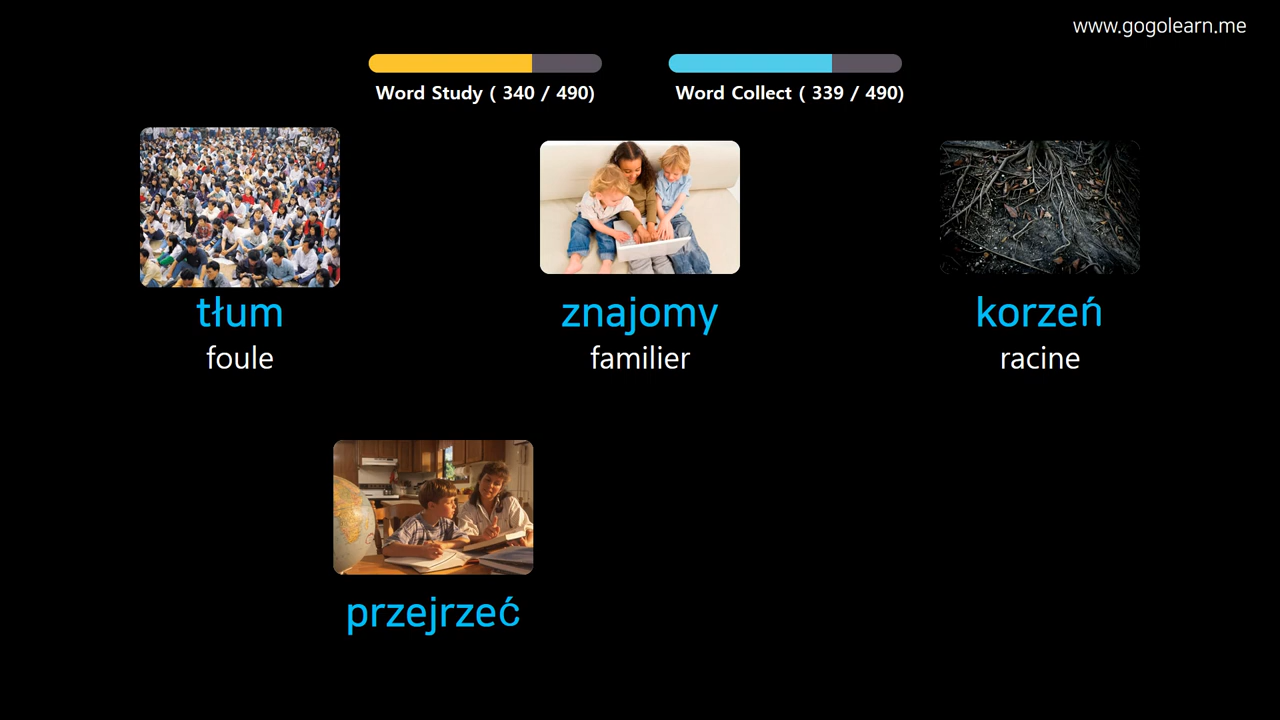 www.gogolearn.me
Word Study ( 340 / 490)
Word Collect ( 339 / 490)
tłum
znajomy
korzeń
foule
familier
racine
przejrzeć